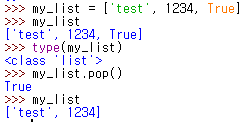 >>> my_list = ['test', 1234, True]
>>> my_list
['test', 1234, True]
>>> type(my_list)
<class 'list'>
>>> my_list.pop()
True
>>> my_list
['test', 1234]